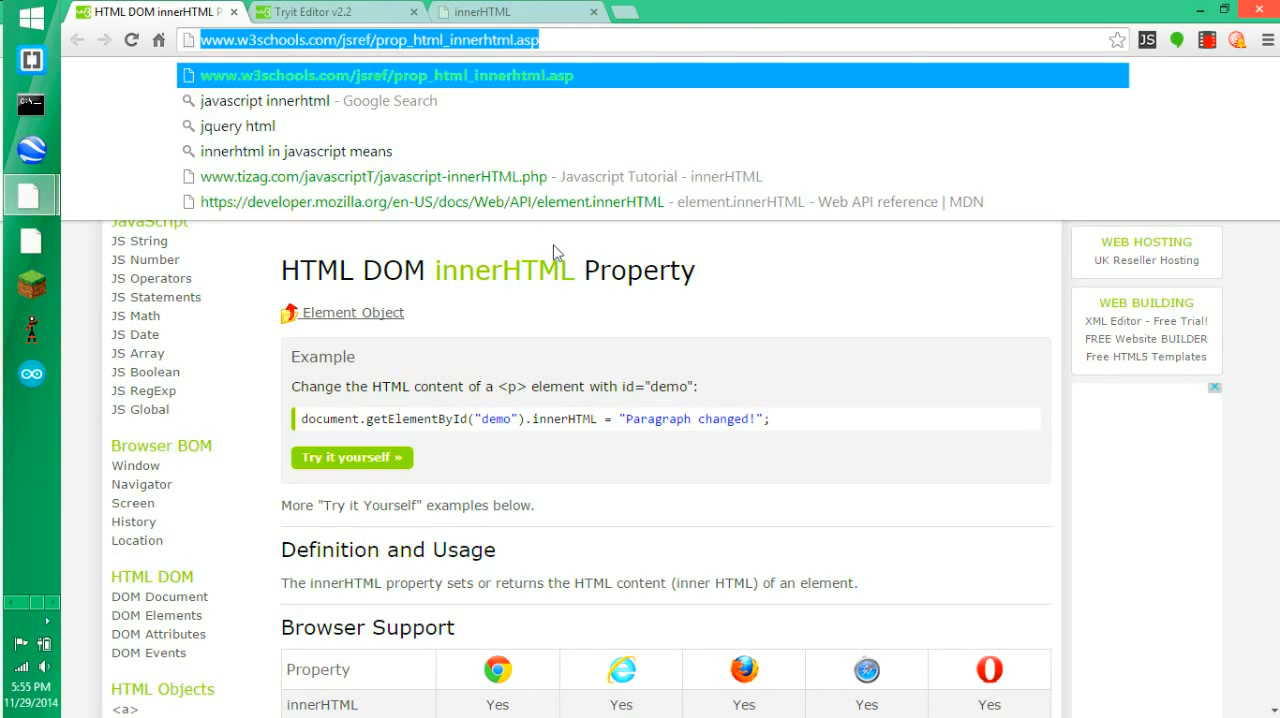 HTML DOM innerHTML P
Tryit Editor v2.2
innerHTML
www.w3schools.com/jsref/prop_html_innerhtml.asp
JS
www.w3schools.com/jsref/prop_html_innerhtml.asp
javascript innerhtml - Google Search
jquery html
innerhtml in javascript means
www.tizag.com/javascriptT/javascript-innerHTML.php - Javascript Tutorial - innerHTML
https://developer.mozilla.org/en-US/docs/Web/API/element.innerHTML - element.innerHTML - Web API reference | MDN
JavaScript
JS String
JS Number
JS Operators
JS Statements
JS Math
JS Date
JS Array
JS Boolean
JS RegExp
JS Global
Browser BOM
Window
Navigator
Screen
History
Location
HTML DOM
DOM Document
DOM Elements
DOM Attributes
DOM Events
HTML Objects
<a>
HTML DOM innerHTML Property
Element Object
Example
Change the HTML content of a <p> element with id="demo":
document.getElementById("demo").innerHTML = "Paragraph changed!";
Try it yourself »
More "Try it Yourself" examples below.
Definition and Usage
The innerHTML property sets or returns the HTML content (inner HTML) of an element.
Browser Support
Property
innerHTML Yes Yes Yes Yes Yes
WEB HOSTING
UK Reseller Hosting
WEB BUILDING
XML Editor - Free Trial!
FREE Website BUILDER
Free HTML5 Templates
5:55 PM
11/29/2014